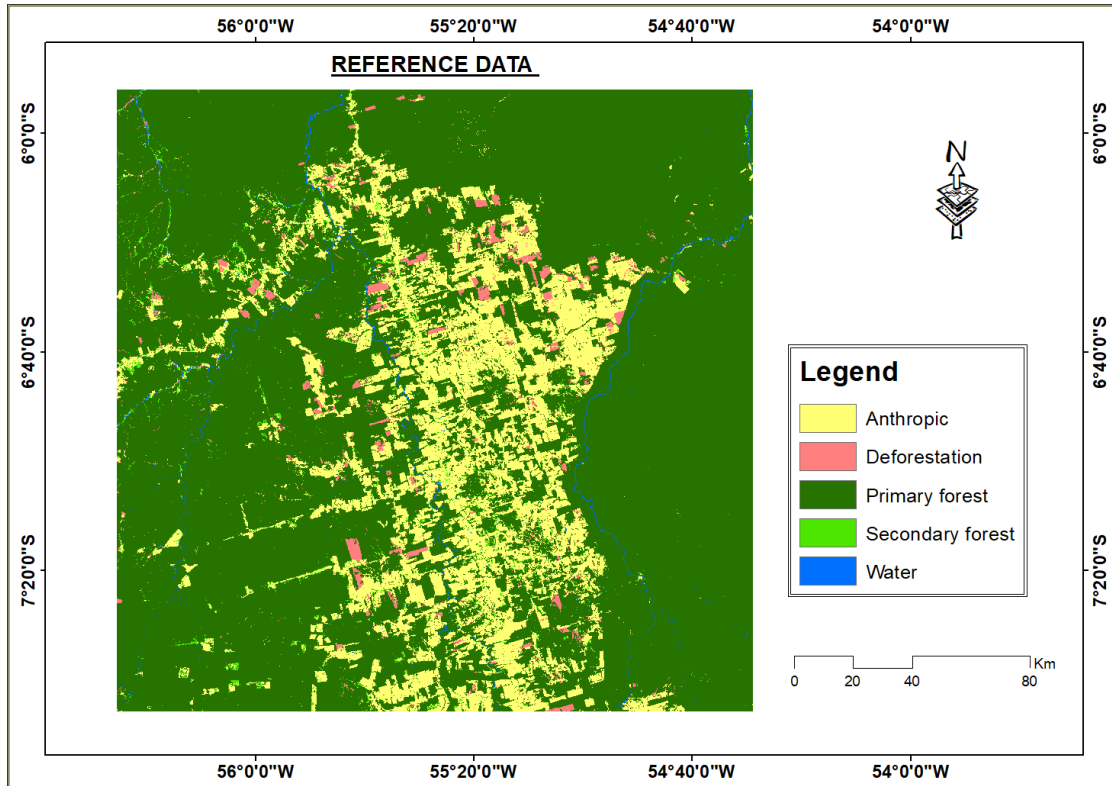 56°0'0"W 55°20'0"W 54°40'0"W 54°0'0"W
REFERENCE DATA
6°0'0"S
6°0'0"S
N
6°40'0"S
6°40'0"S
Legend
Anthropic
Deforestation
Primary forest
Secondary forest
Water
7°20'0"S
7°20'0"S
Km
0 20 40 80
56°0'0"W 55°20'0"W 54°40'0"W 54°0'0"W